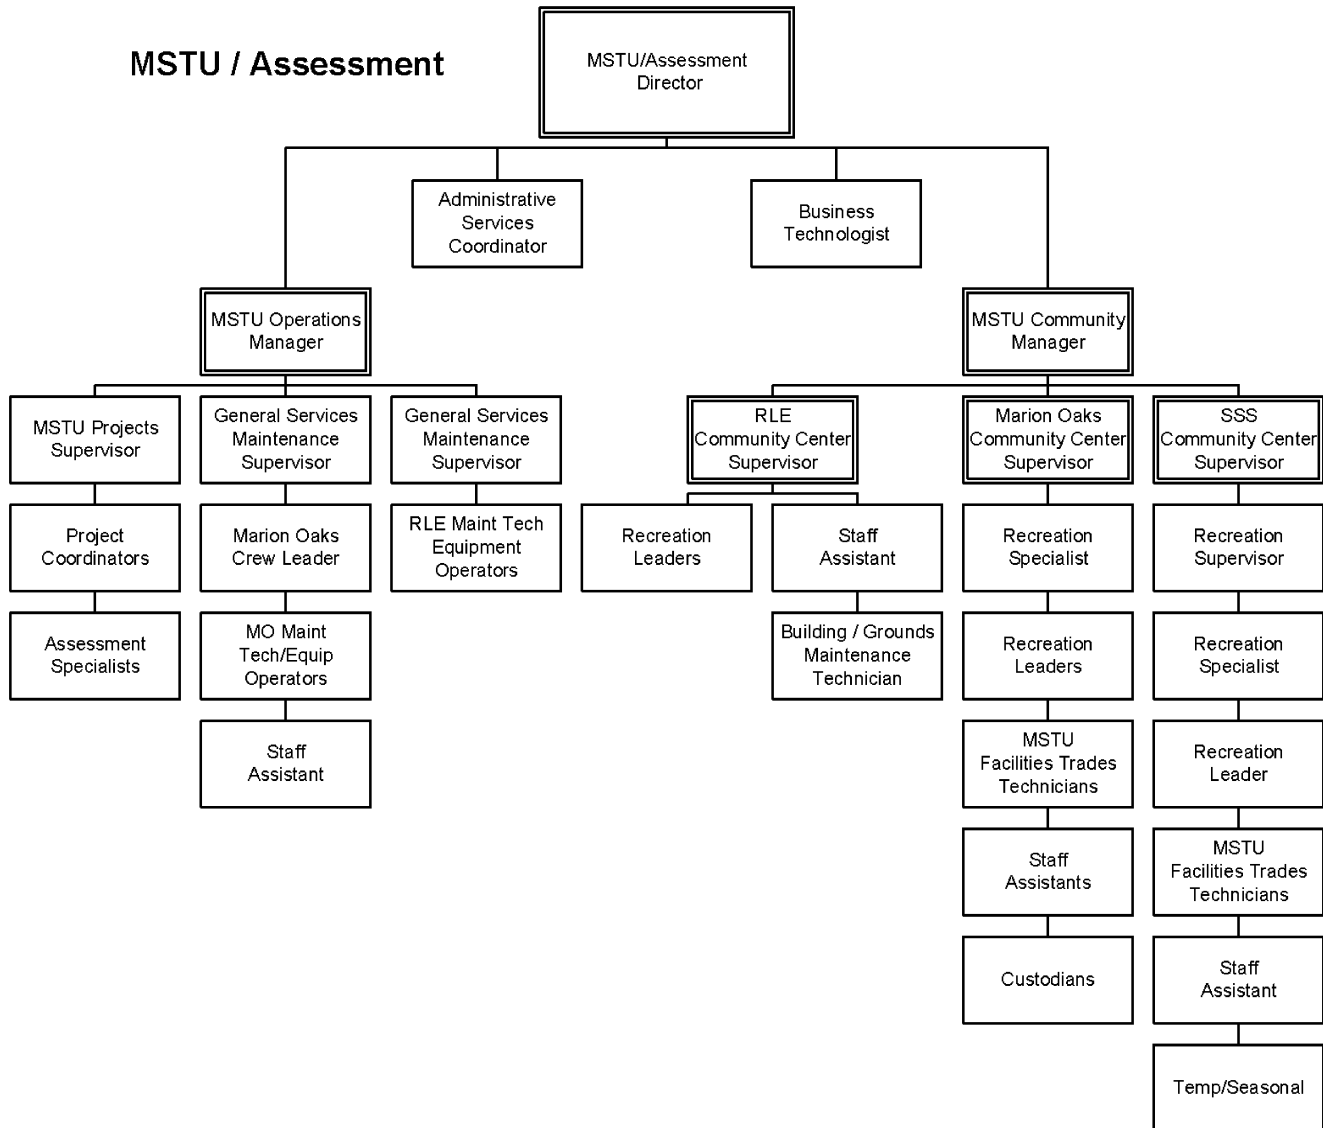 MSTU / Assessment
MSTU/Assessment
Director
Administrative
Services
Coordinator
Business
Technologist
MSTU Operations
Manager
MSTU Community
Manager
MSTU Projects
Supervisor
General Services
Maintenance
Supervisor
General Services
Maintenance
Supervisor
RLE
Community Center
Supervisor
Marion Oaks
Community Center
Supervisor
SSS
Community Center
Supervisor
Project
Coordinators
Marion Oaks
Crew Leader
RLE Maint Tech
Equipment
Operators
Recreation
Leaders
Staff
Assistant
Recreation
Specialist
Recreation
Supervisor
Assessment
Specialists
MO Maint
Tech/Equip
Operators
Building / Grounds
Maintenance
Technician
Recreation
Leaders
Recreation
Specialist
Staff
Assistant
MSTU
Facilities Trades
Technicians
Recreation
Leader
Staff
Assistants
MSTU
Facilities Trades
Technicians
Custodians
Staff
Assistant
Temp/Seasonal